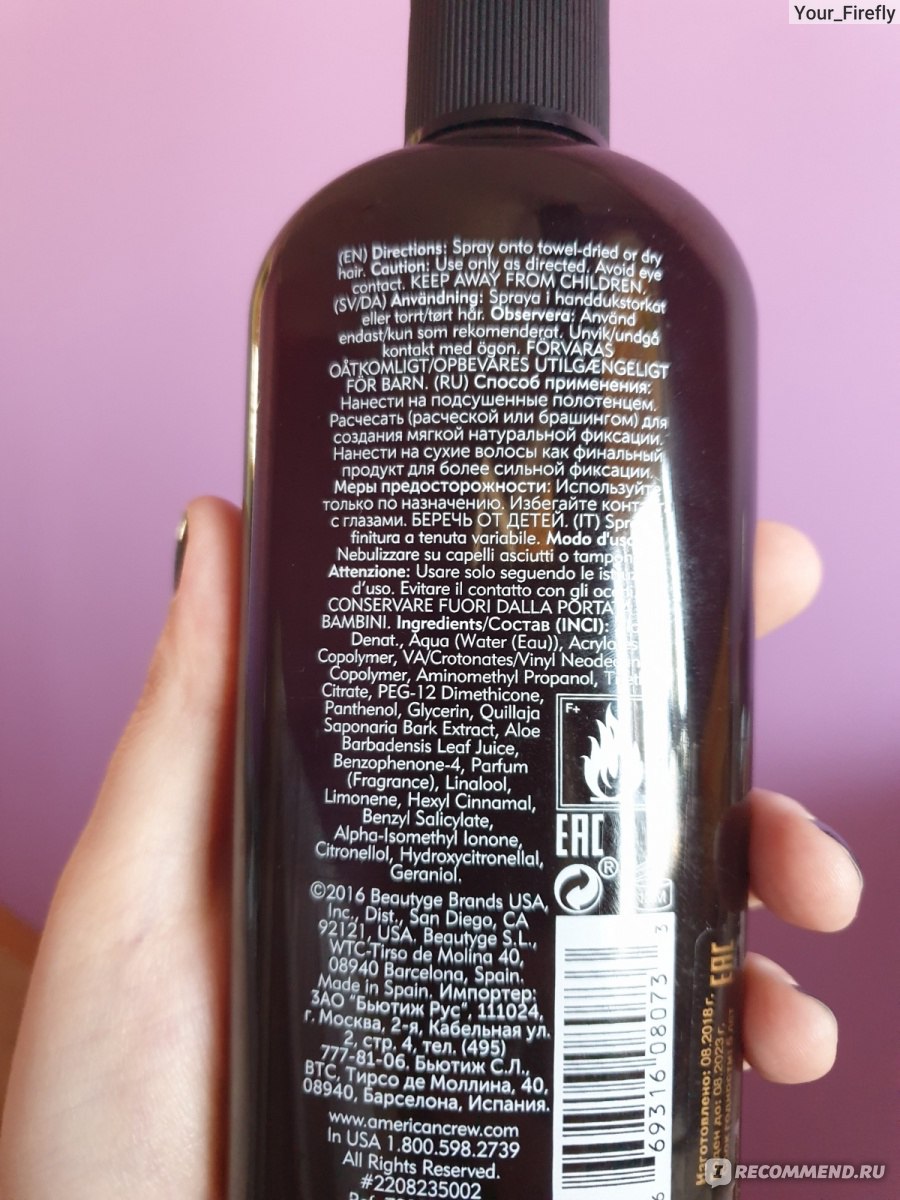 Your_Firefly
(EN) Directions: Spray onto towel-dried or dry
hair. Caution: Use only as directed. Avoid eye
contact. KEEP AWAY FROM CHILDREN.
(SV/DA) Användning: Spraya i handdukstorkat
eller torrt/tørt hår. Observera: Använd
endast/kun som rekomenderat. Unvik/undgå
kontakt med ögon. FÖRVARAS
OÅTKOMLIGT/OPBEVARES UTILGÆNGELIGT
FÖR BARN. (RU) Способ применения:
Нанести на подсушенные полотенцем.
Расчесать (расческой или брашингом) для
создания мягкой натуральной фиксации.
Нанести на сухие волосы как финальный
продукт для более сильной фиксации.
Меры предосторожности: Используйте
только по назначению. Избегайте
с глазами. БЕРЕЧЬ ОТ ДЕТЕЙ. (IT)
finitura a tenuta variabile. Modo d'uso
Nebulizzare su capelli asciutti o
Attenzione: Usare solo seguendo le
d'uso. Evitare il contatto con gli
CONSERVARE FUORI DALLA PORTATA
BAMBINI. Ingredients/Состав (INCI):
Denat., Aqua (Water (Eau)),
Copolymer, VA/Crotonates/Vinyl
Copolymer, Aminomethyl Propanol,
Citrate, PEG-12 Dimethicone,
Panthenol, Glycerin, Quillaja
Saponaria Bark Extract, Aloe
Barbadensis Leaf Juice,
Benzophenone-4, Parfum
(Fragrance), Linalool,
Limonene, Hexyl Cinnamal,
Benzyl Salicylate,
Alpha-Isomethyl Ionone,
Citronellol, Hydroxycitronellal,
Geraniol.
F+
EAC
®
©2016 Beautyge Brands USA,
Inc., Dist., San Diego, CA
92121, USA. Beautyge S.L.,
WTC-Tirso de Molina 40,
08940 Barcelona, Spain.
Made in Spain. Импортер:
ЗАО "Бьютиж Рус", 111024,
г. Москва, 2-я, Кабельная ул.
2, стр. 4, тел. (495)
777-81-06. Бьютиж С.Л.,
ВТС, Тирсо де Моллина, 40,
08940, Барселона, Испания.
www.americancrew.com
In USA 1.800.598.2739
All Rights Reserved.
#2208235002
69316 08073 3
EAC
Изготовлено: 08.2018г.
до: 08.2023 г.
RECOMMEND.RU